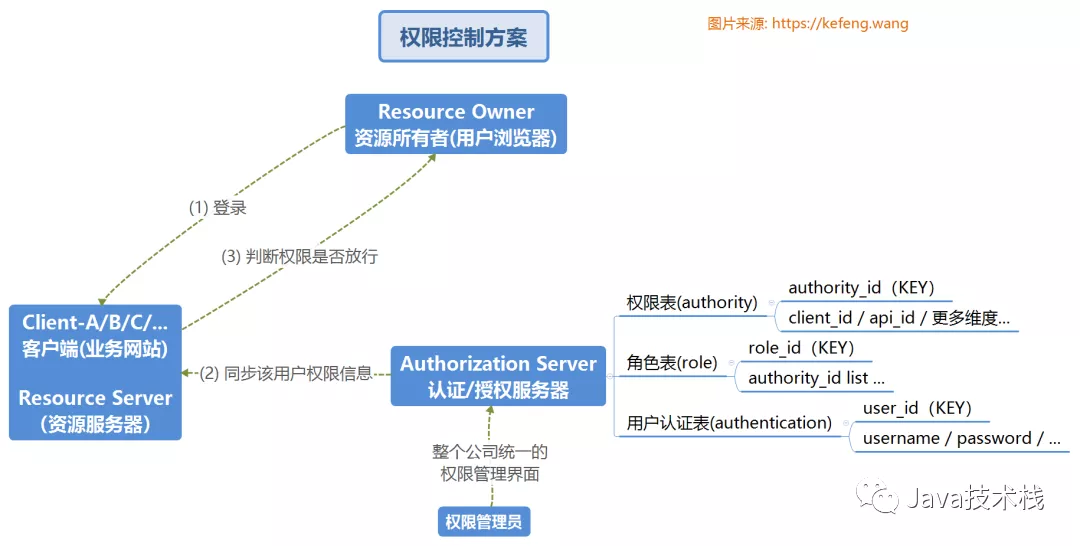 权限控制方案
图片来源: https://kefeng.wang
Resource Owner
资源所有者(用户浏览器)
(1) 登录
(3) 判断权限是否放行
Client-A/B/C/...
客户端(业务网站)
Resource Server
（资源服务器）
(2) 同步该用户权限信息
Authorization Server
认证/授权服务器
权限表(authority)
authority_id（KEY）
client_id / api_id / 更多维度...
角色表(role)
role_id（KEY）
authority_id list ...
用户认证表(authentication)
user_id（KEY）
username / password / ...
整个公司统一的
权限管理界面
权限管理员
Java技术栈